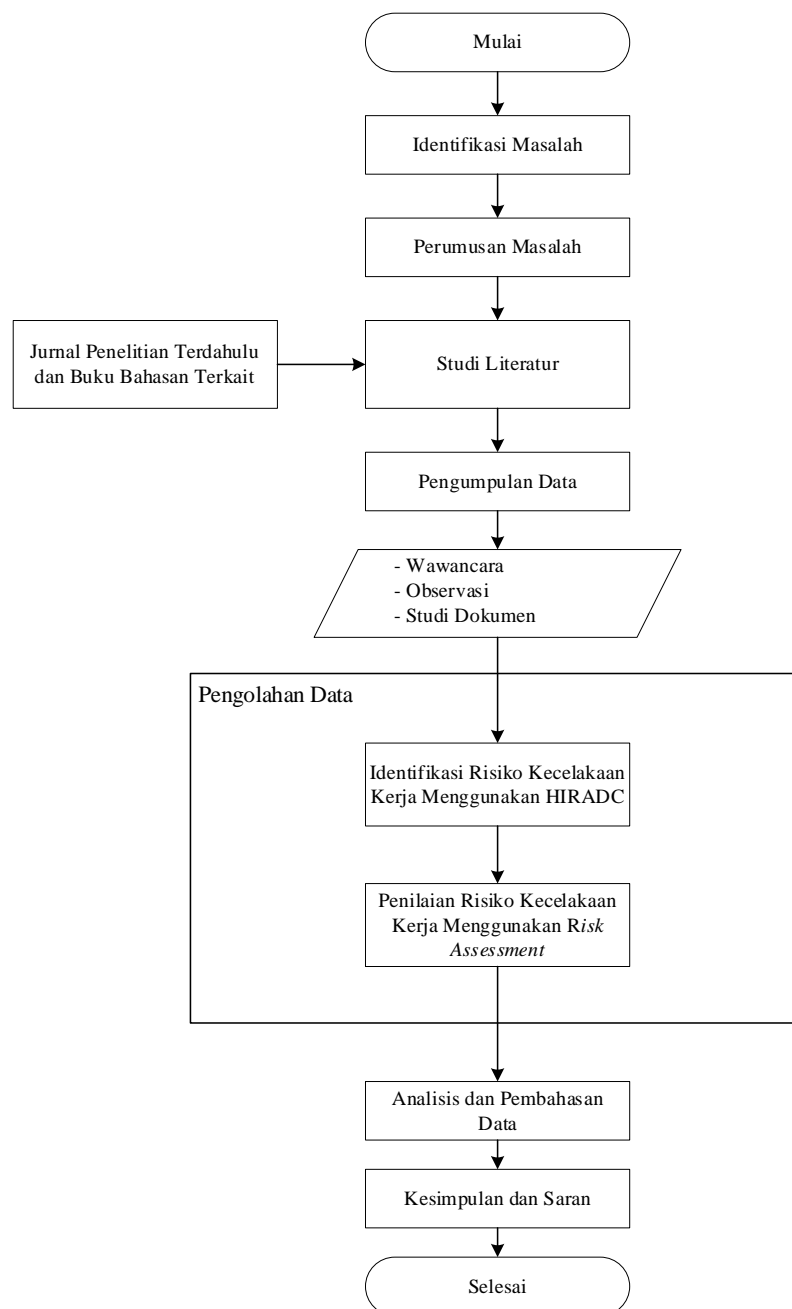 Mulai
Identifikasi Masalah
Perumusan Masalah
Jurnal Penelitian Terdahulu
dan Buku Bahasan Terkait
Studi Literatur
Pengumpulan Data
- Wawancara
- Observasi
- Studi Dokumen
Pengolahan Data
Identifikasi Risiko Kecelakaan
Kerja Menggunakan HIRADC
Penilaian Risiko Kecelakaan
Kerja Menggunakan Risk
Assessment
Analisis dan Pembahasan
Data
Kesimpulan dan Saran
Selesai